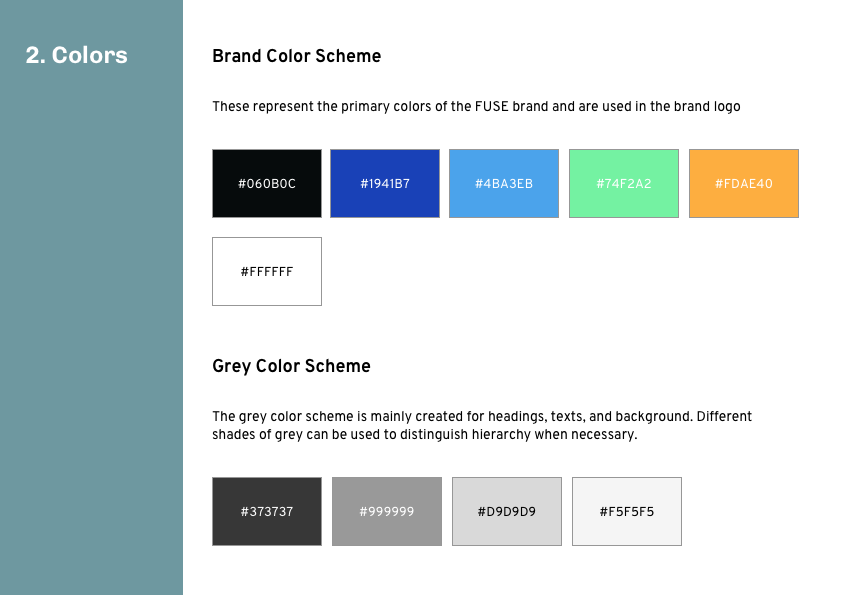 2. Colors
Brand Color Scheme
These represent the primary colors of the FUSE brand and are used in the brand logo
#060B0C #1941B7 #4BA3EB #74F2A2 #FDAE40
#FFFFFF
Grey Color Scheme
The grey color scheme is mainly created for headings, texts, and background. Different
shades of grey can be used to distinguish hierarchy when necessary.
#373737 #999999 #D9D9D9 #F5F5F5